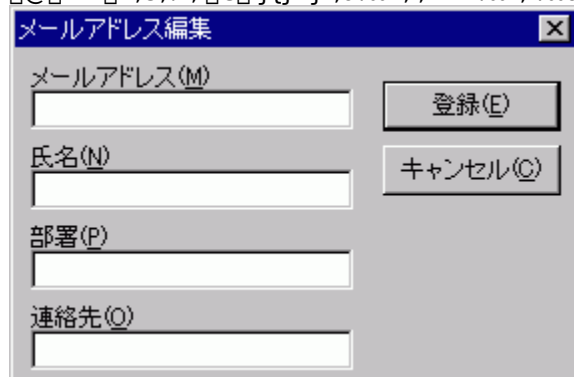 メールアドレス編集
メールアドレス(M)
登録(E)
氏名(N)
キャンセル(C)
部署(P)
連絡先(O)